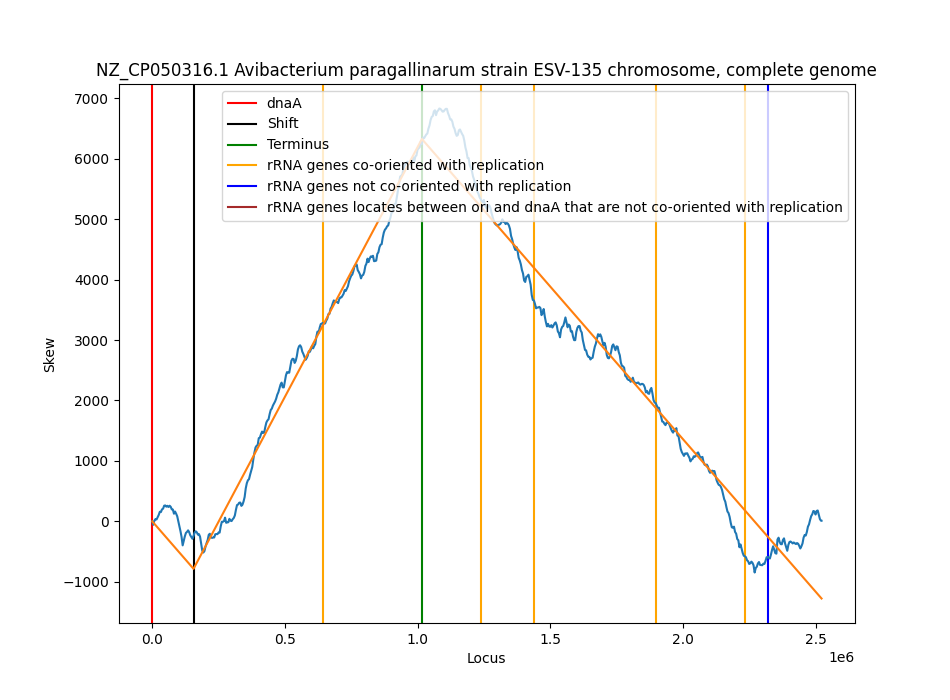 NZ_CP050316.1 Avibacterium paragallinarum strain ESV-135 chromosome, complete genome
7000
6000
5000
4000
3000
2000
1000
0
−1000
Skew
dnaA
Shift
Terminus
rRNA genes co-oriented with replication
rRNA genes not co-oriented with replication
rRNA genes locates between ori and dnaA that are not co-oriented with replication
0.0 0.5 1.0 1.5 2.0 2.5
1e6
Locus